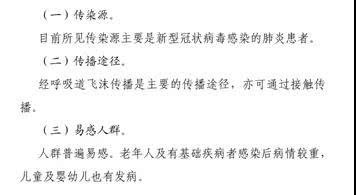 （一）传染源。
目前所见传染源主要是新型冠状病毒感染的肺炎患者。
（二）传播途径。
经呼吸道飞沫传播是主要的传播途径，亦可通过接触传
播。
（三）易感人群。
人群普遍易感。老年人及有基础疾病者感染后病情较重，
儿童及婴幼儿也有发病。